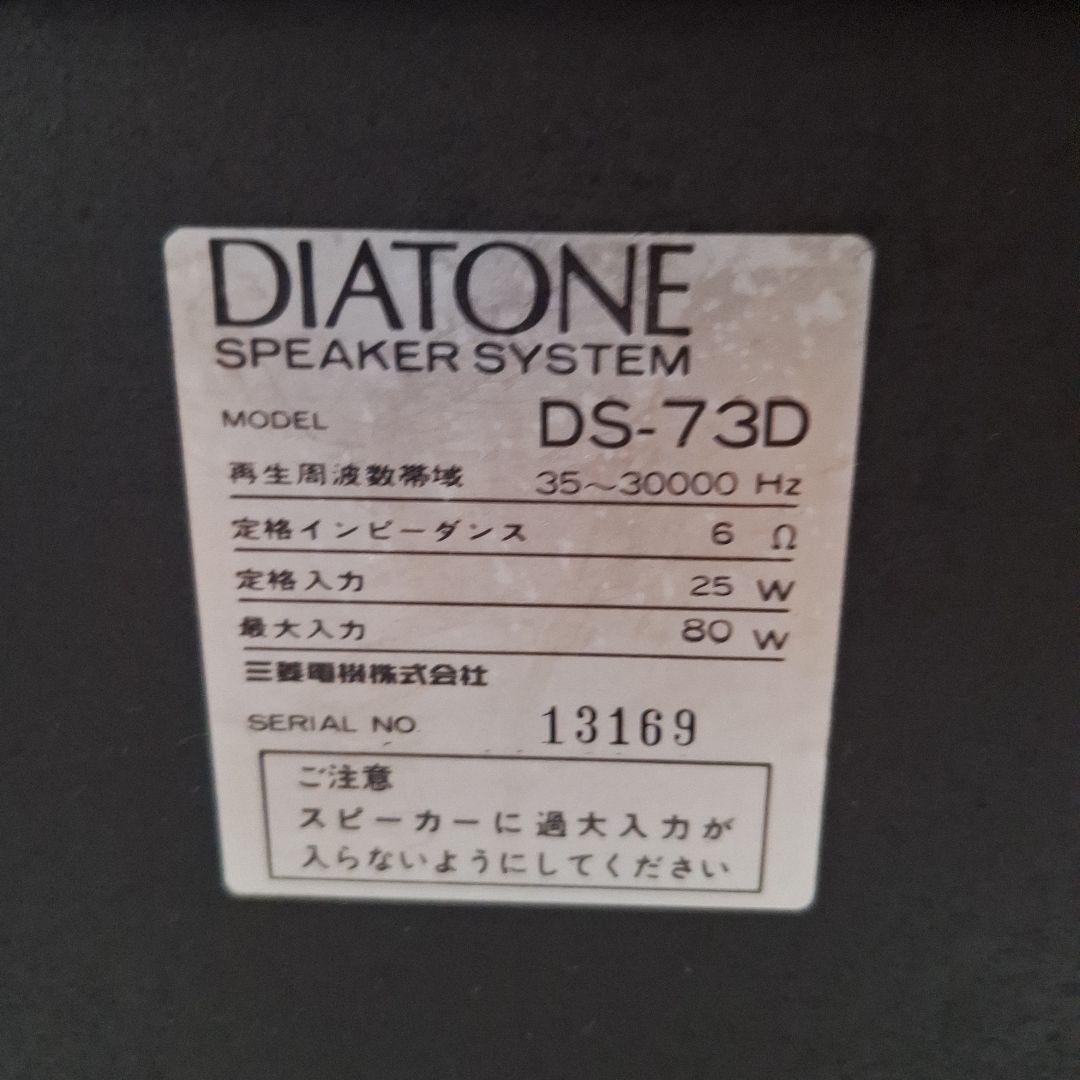 DIATONE
SPEAKER SYSTEM
MODEL DS-73D
再生周波数帯域 35～30000 Hz
定格インピーダンス 6 Ω
定格入力 25 W
最大入力 80 W
三菱電機株式会社
SERIAL NO. 13169
ご注意
スピーカーに過大入力が
入らないようにしてください